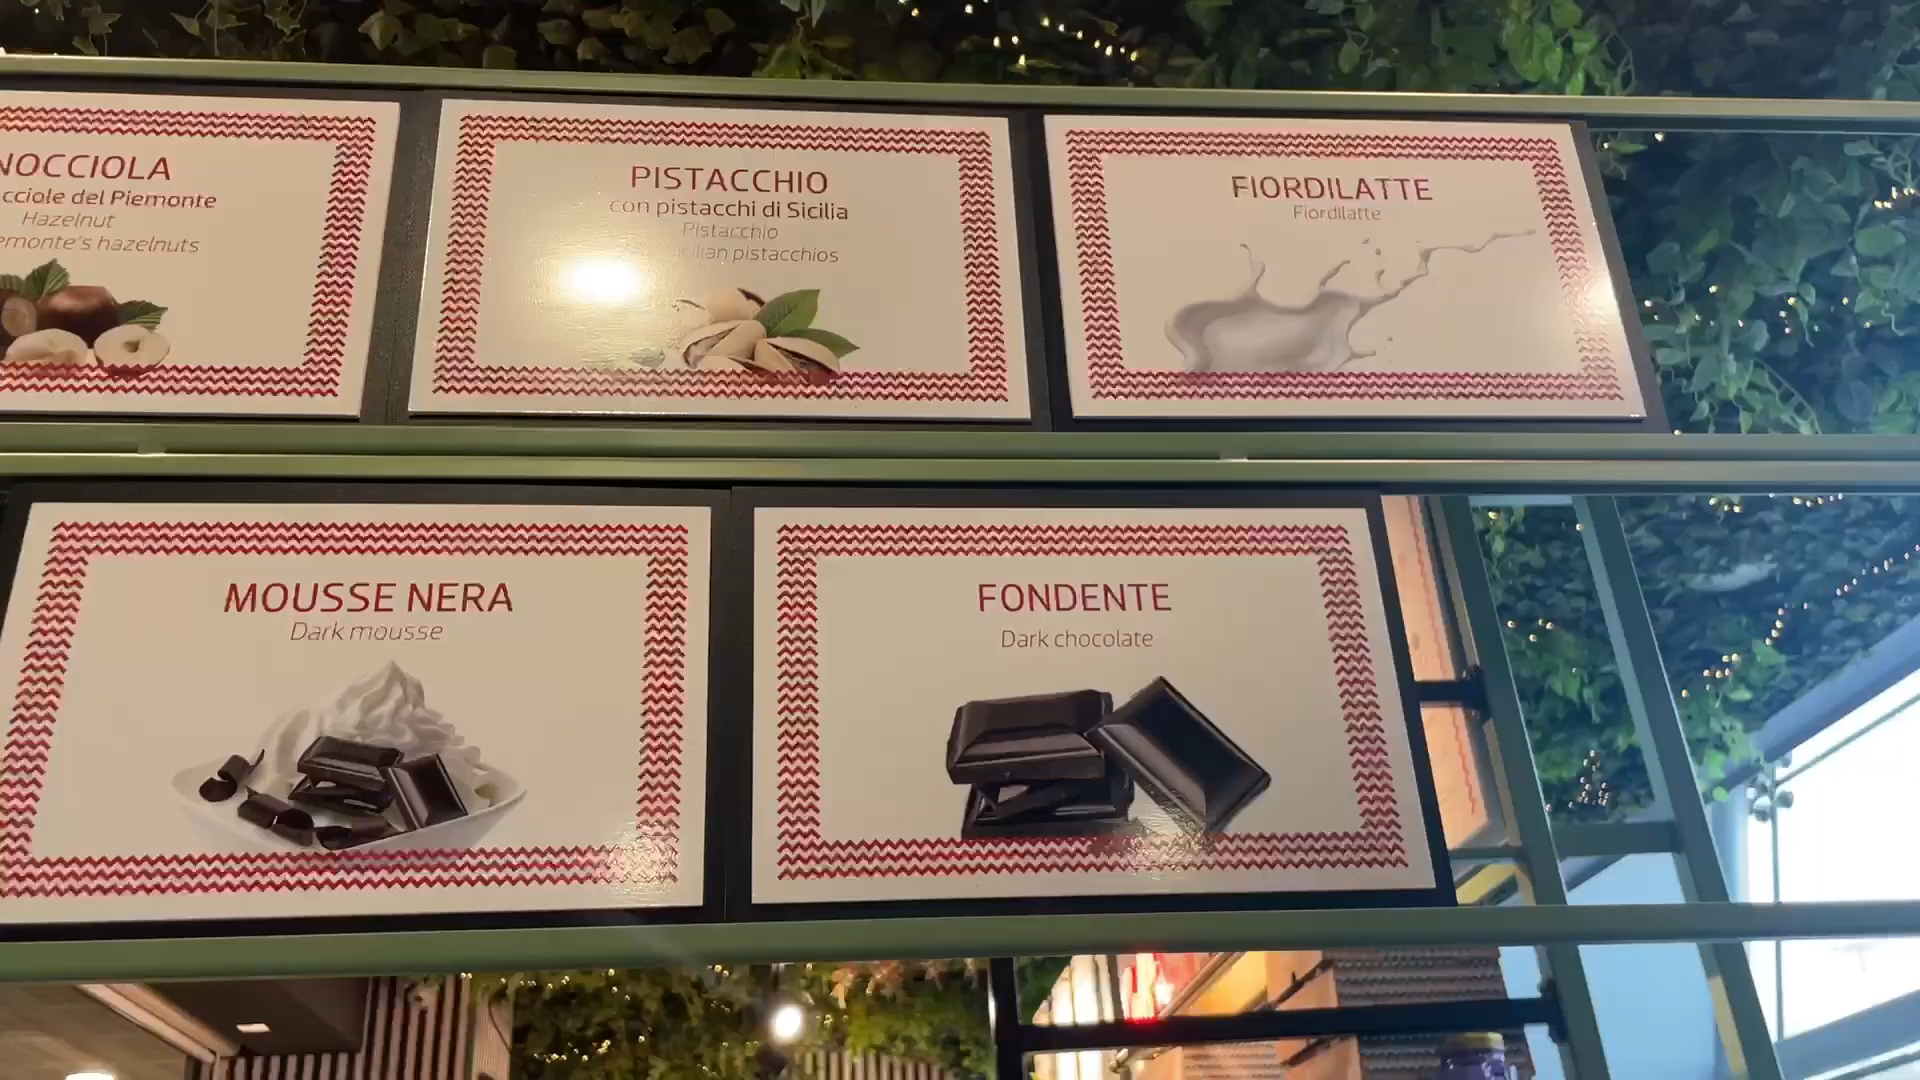 NOCCIOLA
cciole del Piemonte
Hazelnut
emonte's hazelnuts
PISTACCHIO
con pistacchi di Sicilia
Pistacchio
pistacchios
FIORDILATTE
Fiordilatte
MOUSSE NERA
Dark mousse
FONDENTE
Dark chocolate